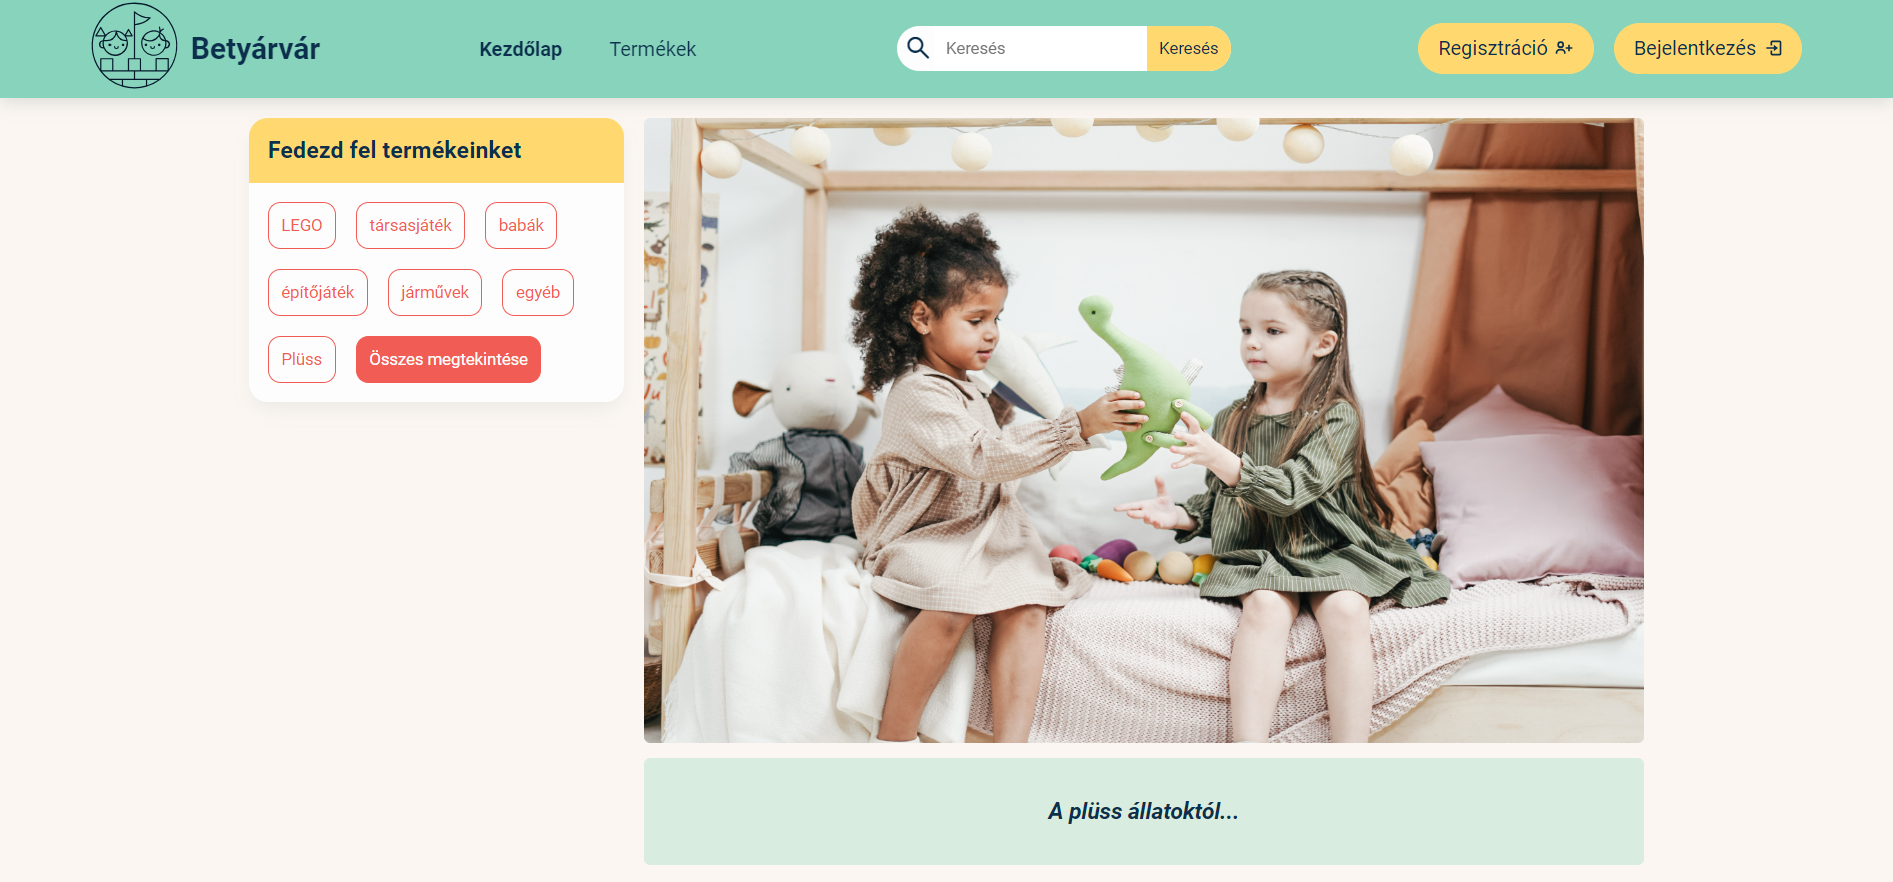 Betyárvár
Kezdőlap
Termékek
Keresés
Keresés
Regisztráció
Bejelentkezés
Fedezd fel termékeinket
LEGO
társasjáték
babák
építőjáték
járművek
egyéb
Plüss
Összes megtekintése
A plüss állatoktól...